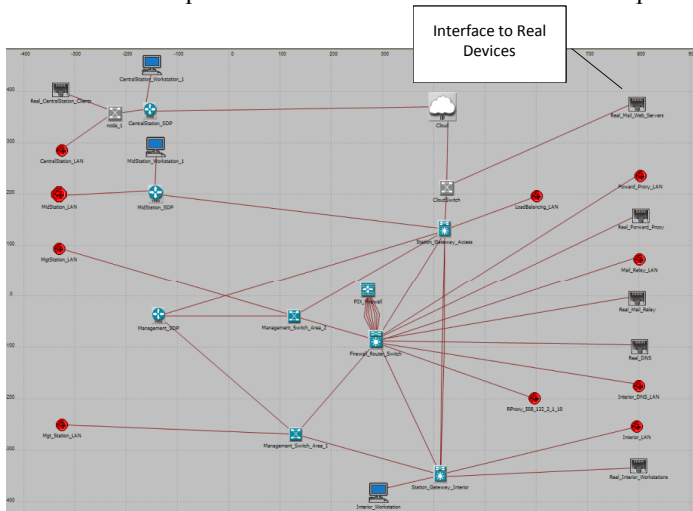 Interface to Real
Devices
-400
-300
-200
-100
0
100
200
300
700
800
900
400
300
200
100
0
100
200
300
400
CentralStation_Workstation_1
Real_CentralStation_Clients
node_1
CentralStation_SDP
IP
Cloud
Real_Mail_Web_Servers
CentralStation_LAN
MidStation_Workstation_1
CloudSwitch
Forward_Proxy_LAN
MidStation_LAN
MidStation_SDP
LoadBalancing_LAN
Station_Gateway_Access
Real_Forward_Proxy
MgtStation_LAN
Mail_Relay_LAN
PIX_Firewall
Management_SDP
Management_Switch_Area_2
Real_Mail_Relay
Firewall_Router_Switch
Real_DNS
Interior_DNS_LAN
Mgt_Station_LAN
Management_Switch_Area_1
Interior_LAN
Station_Gateway_Interior
Real_Interior_Workstations
Interior_Workstation